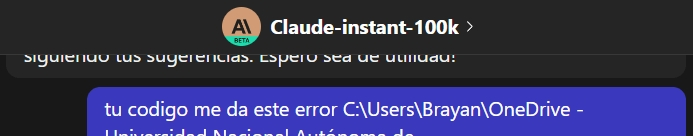 AI
BETA
Claude-instant-100k
siguiendo tus sugerencias. Espero sea de utilidad!
tu codigo me da este error C:\Users\Brayan\OneDrive -
Universidad Nacional Autónoma de